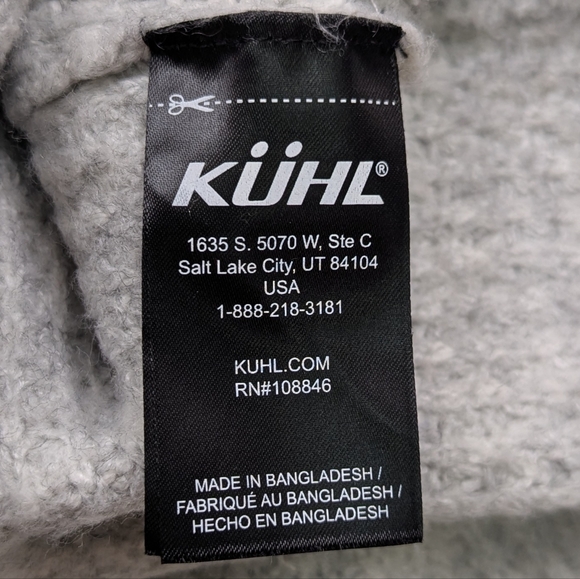 KÜHL®
1635 S. 5070 W, Ste C
Salt Lake City, UT 84104
USA
1-888-218-3181
KUHL.COM
RN#108846
MADE IN BANGLADESH /
FABRIQUÉ AU BANGLADESH /
HECHO EN BANGLADESH